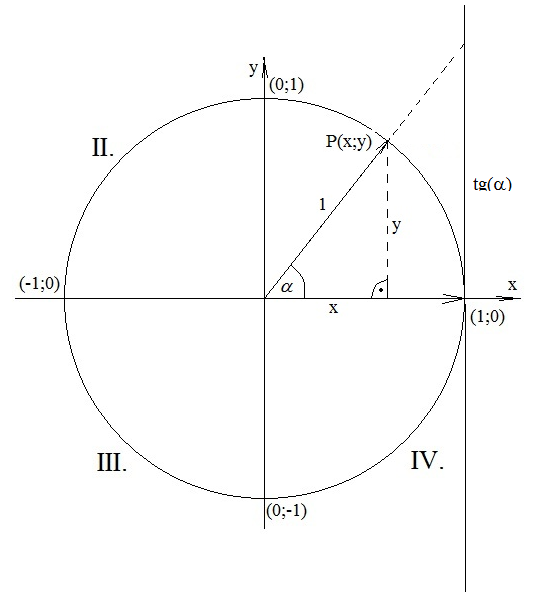 y
(0;1)
P(x;y)
II.
tg(α)
1
y
(-1;0)
α
x
x
(1;0)
III.
IV.
(0;-1)